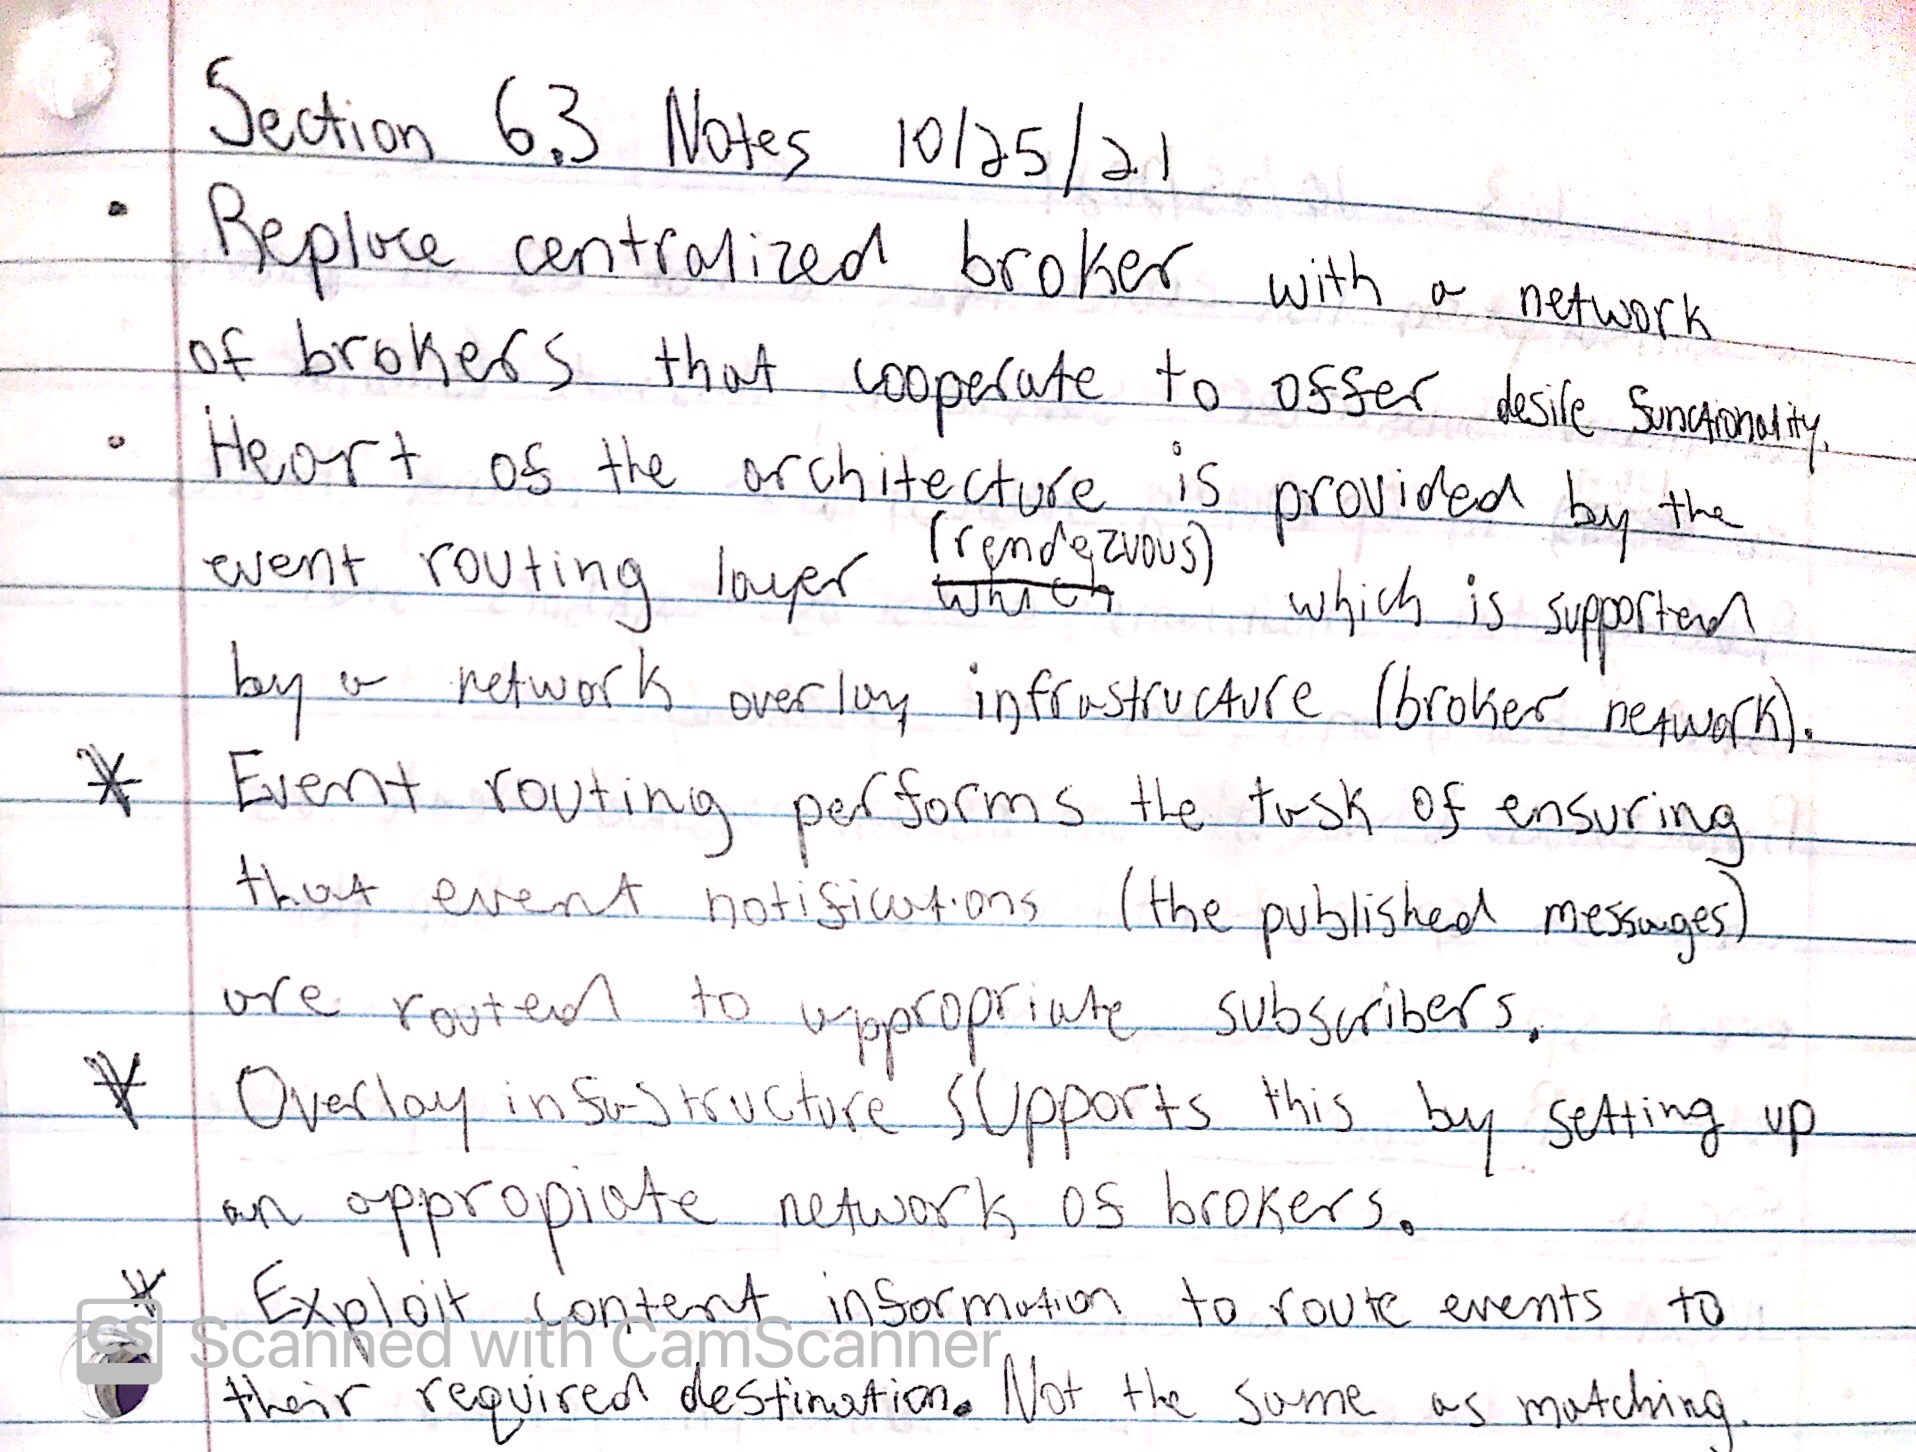 Section 6.3 Notes 10/25/21
• Replace centralized broker with a network
of brokers that cooperate to offer desire functionality.
• Heart of the architecture is provided by the
event routing layer (rendezvous) which which is supported
by a network overlay infrastructure (broker network).
* Event routing performs the task of ensuring
that event notifications (the published messages)
are routed to appropriate subscribers.
* Overlay infastructure supports this by setting up
an appropiate network of brokers.
* Exploit content information to route events to
CS Scanned with CamScanner
their required destination. Not the same as matching.